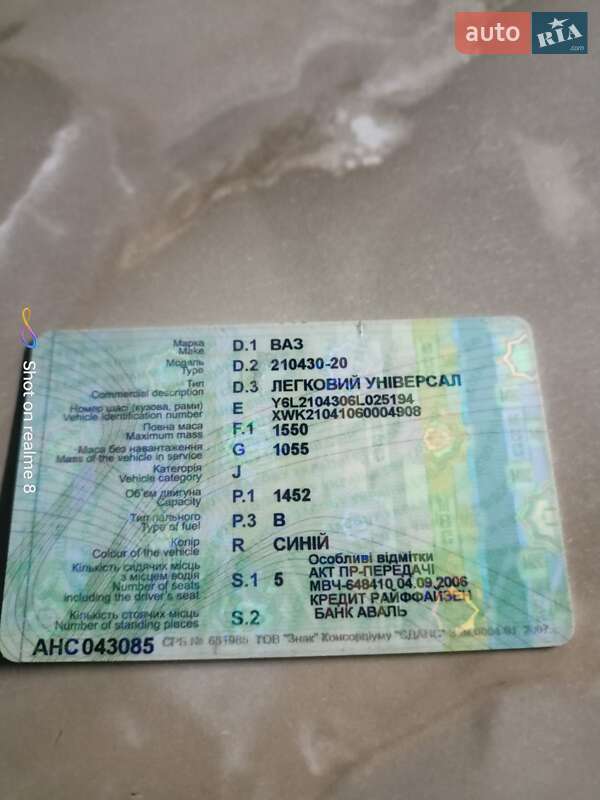 auto RIA .com
Марка
Make D.1 ВАЗ
Модель
Type D.2 210430-20
Тип
Commercial description D.3 ЛЕГКОВИЙ УНІВЕРСАЛ
Номер шасі (кузова, рами)
Vehicle identification number E Y6L2104306L025194
XWK21041060004908
Повна маса
Maximum mass F.1 1550
Маса без навантаження
Mass of the vehicle in service G 1055
Категорія
Vehicle category J
Об'єм двигуна
Capacity P.1 1452
Тип пального
Type of fuel P.3 B
Колір
Colour of the vehicle R СИНІЙ
Кількість сидячих місць
з місцем водія
Number of seats
including the driver's seat S.1 5
Особливі відмітки
АКТ ПР-ПЕРЕДАЧІ
МВЧ-648410,04.09.2006
КРЕДИТ РАЙФФАЙЗЕН
БАНК АВАЛЬ
Кількість стоячих місць
Number of standing places S.2
АНС 043085
ТОВ "Знак" Консорціуму "ЄДАПС"
Shot on realme 8